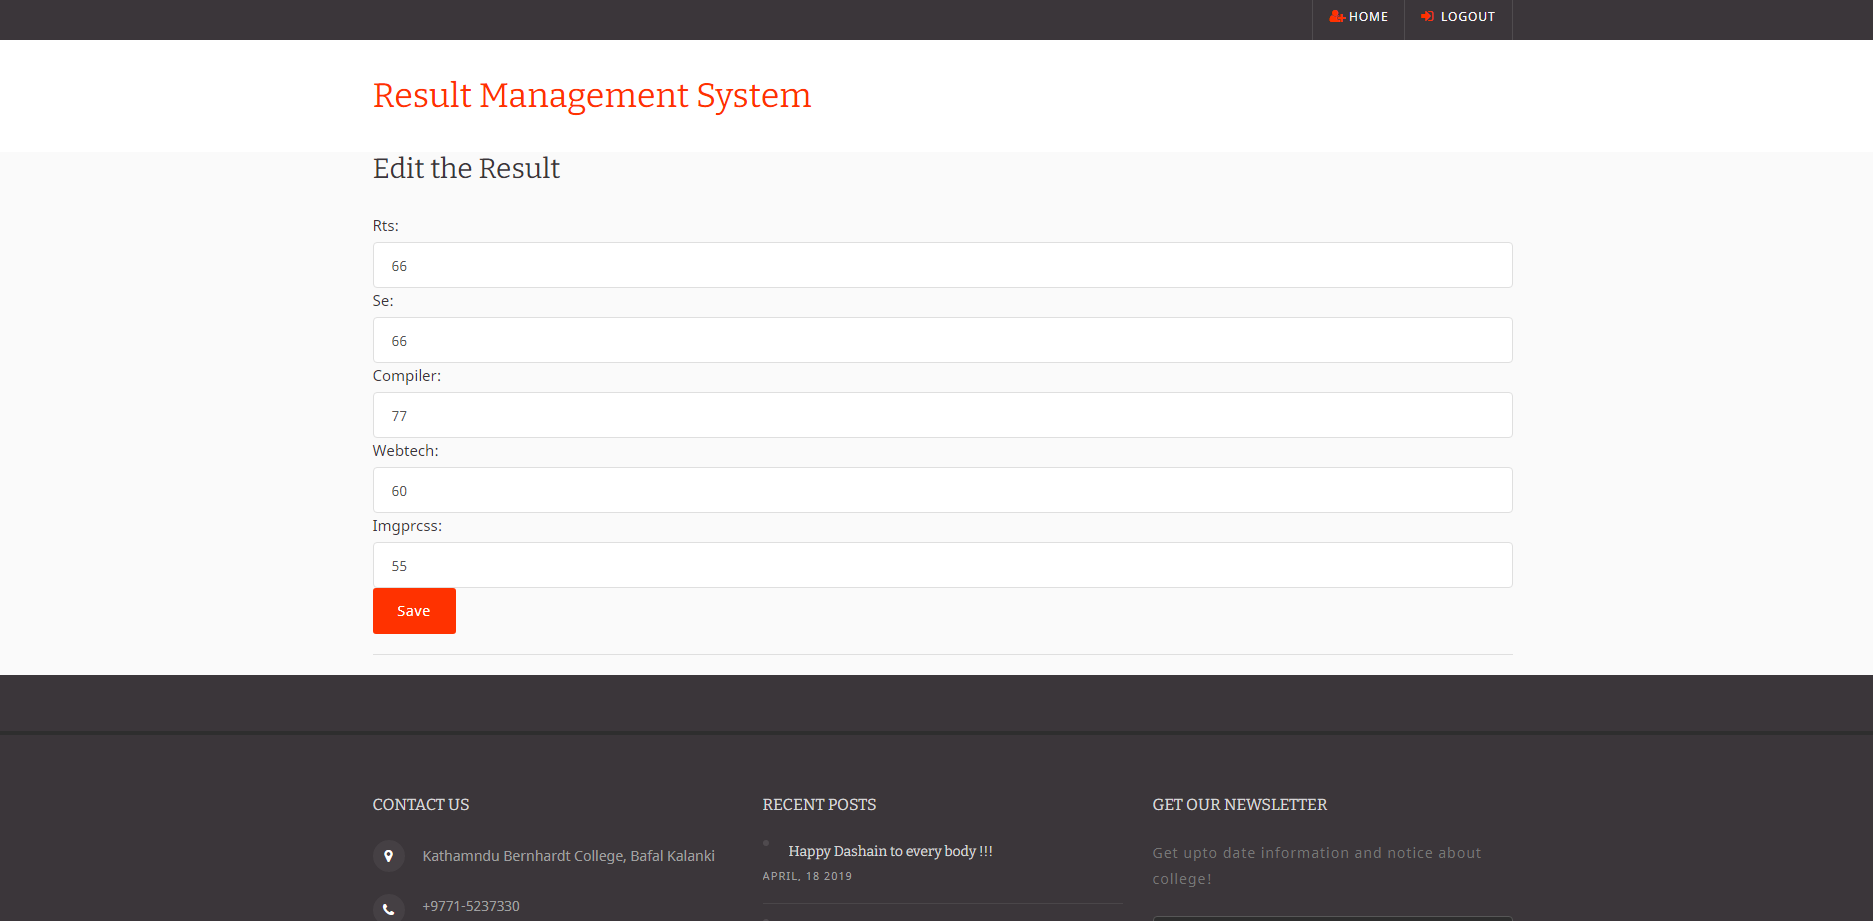 HOME
LOGOUT
Result Management System
Edit the Result
Rts:
66
Se:
66
Compiler:
77
Webtech:
60
Imgprcss:
55
Save
CONTACT US
Kathamndu Bernhardt College, Bafal Kalanki
+9771-5237330
RECENT POSTS
Happy Dashain to every body !!!
APRIL, 18 2019
GET OUR NEWSLETTER
Get upto date information and notice about
college!